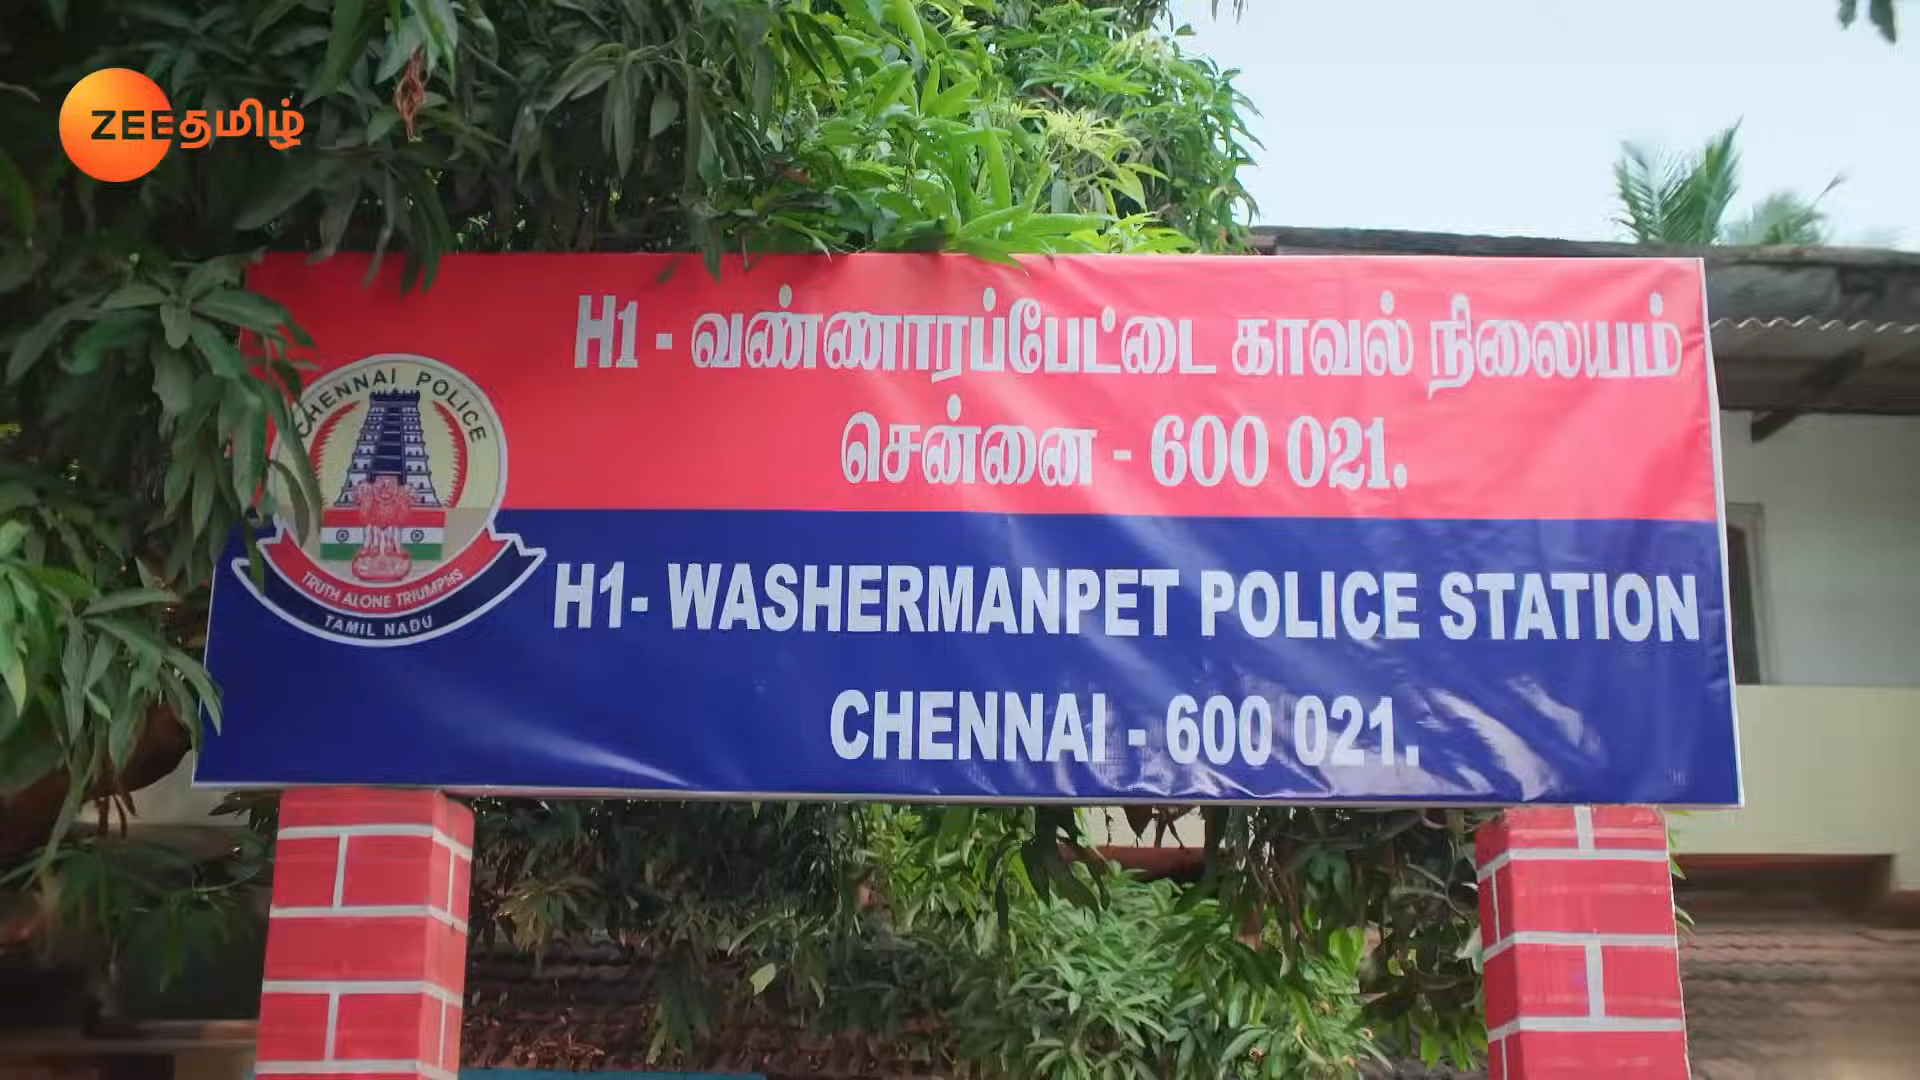 ZEEதமிழ்
H1 - வண்ணாரப்பேட்டை காவல் நிலையம்
சென்னை - 600 021.
CHENNAI POLICE
TRUTH ALONE TRIUMPHS
TAMIL NADU
H1- WASHERMANPET POLICE STATION
CHENNAI - 600 021.